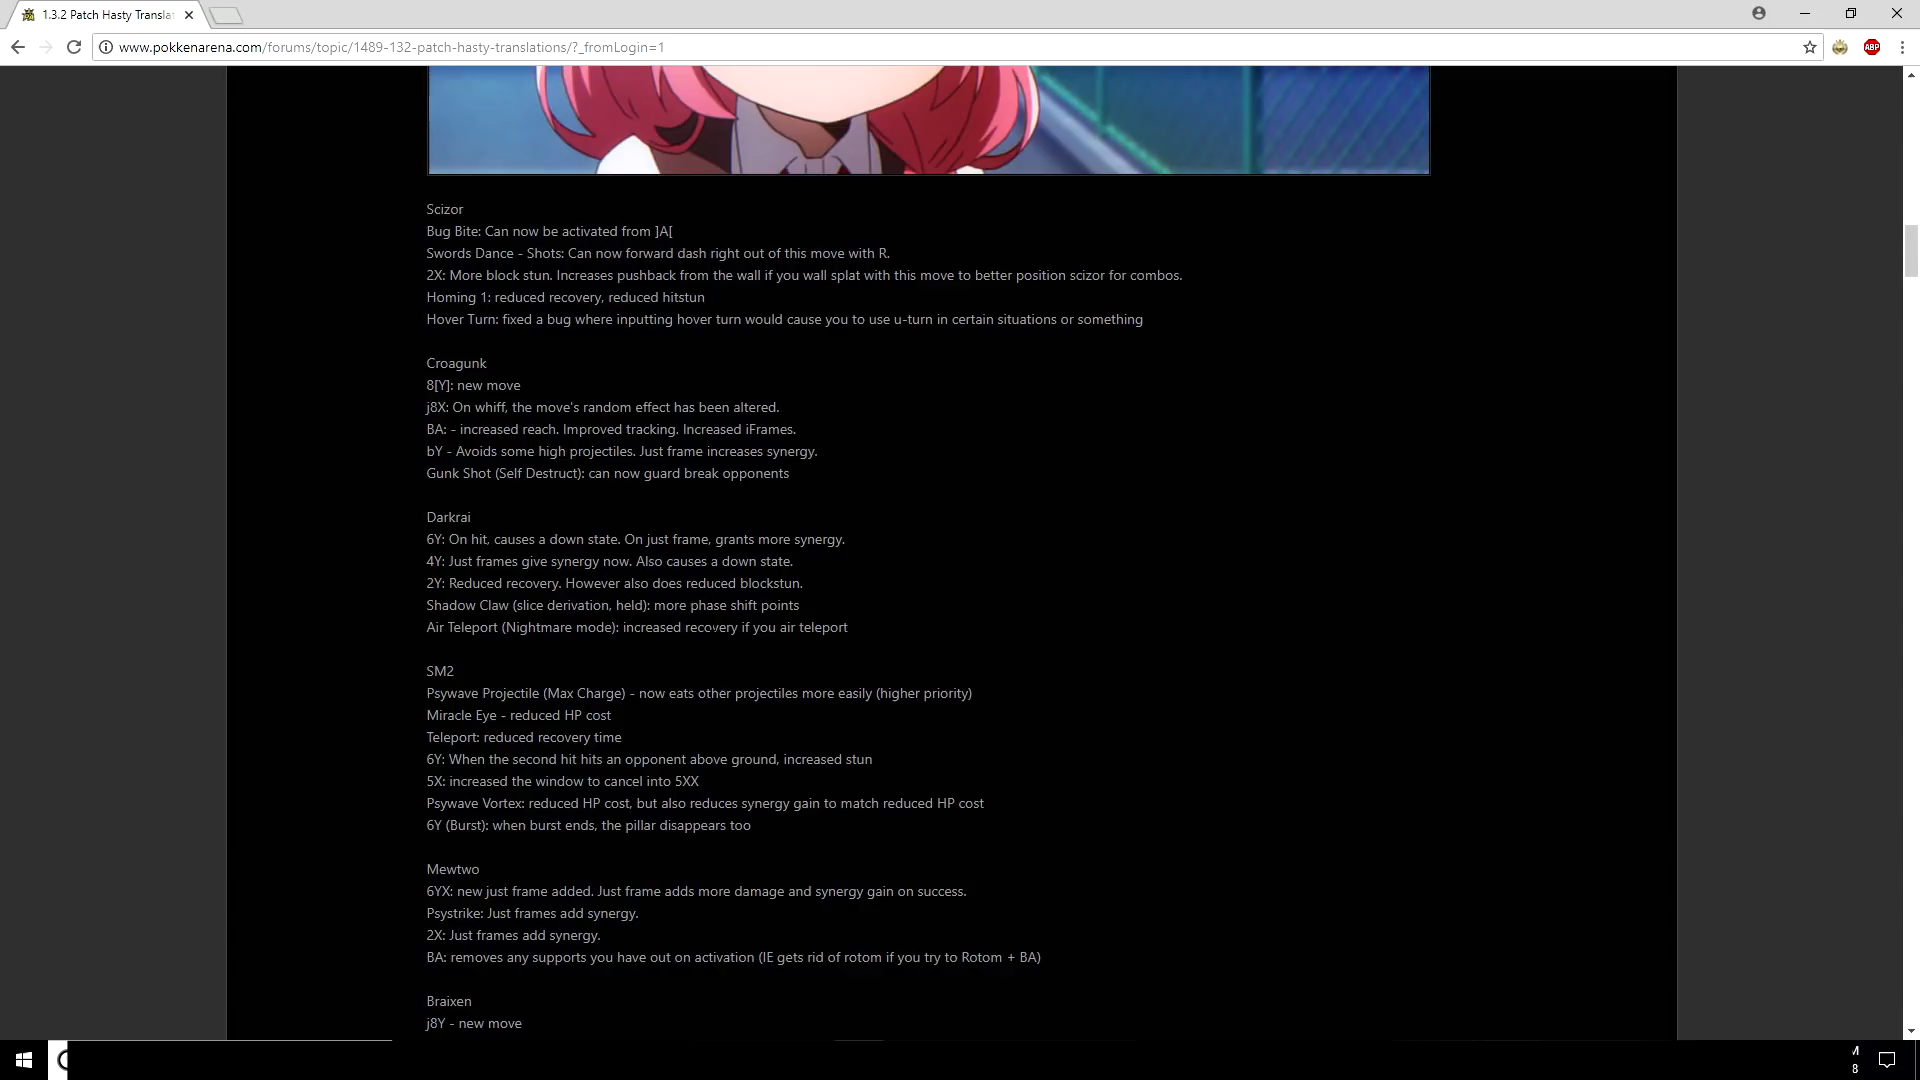 1.3.2 Patch Hasty Transla
www.pokkenarena.com/forums/topic/1489-132-patch-hasty-translations/?_fromLogin=1
ABP
Scizor
Bug Bite: Can now be activated from ]A[
Swords Dance - Shots: Can now forward dash right out of this move with R.
2X: More block stun. Increases pushback from the wall if you wall splat with this move to better position scizor for combos.
Homing 1: reduced recovery, reduced hitstun
Hover Turn: fixed a bug where inputting hover turn would cause you to use u-turn in certain situations or something
Croagunk
8[Y]: new move
j8X: On whiff, the move's random effect has been altered.
BA: - increased reach. Improved tracking. Increased iFrames.
bY - Avoids some high projectiles. Just frame increases synergy.
Gunk Shot (Self Destruct): can now guard break opponents
Darkrai
6Y: On hit, causes a down state. On just frame, grants more synergy.
4Y: Just frames give synergy now. Also causes a down state.
2Y: Reduced recovery. However also does reduced blockstun.
Shadow Claw (slice derivation, held): more phase shift points
Air Teleport (Nightmare mode): increased recovery if you air teleport
SM2
Psywave Projectile (Max Charge) - now eats other projectiles more easily (higher priority)
Miracle Eye - reduced HP cost
Teleport: reduced recovery time
6Y: When the second hit hits an opponent above ground, increased stun
5X: increased the window to cancel into 5XX
Psywave Vortex: reduced HP cost, but also reduces synergy gain to match reduced HP cost
6Y (Burst): when burst ends, the pillar disappears too
Mewtwo
6YX: new just frame added. Just frame adds more damage and synergy gain on success.
Psystrike: Just frames add synergy.
2X: Just frames add synergy.
BA: removes any supports you have out on activation (IE gets rid of rotom if you try to Rotom + BA)
Braixen
j8Y - new move
M
8